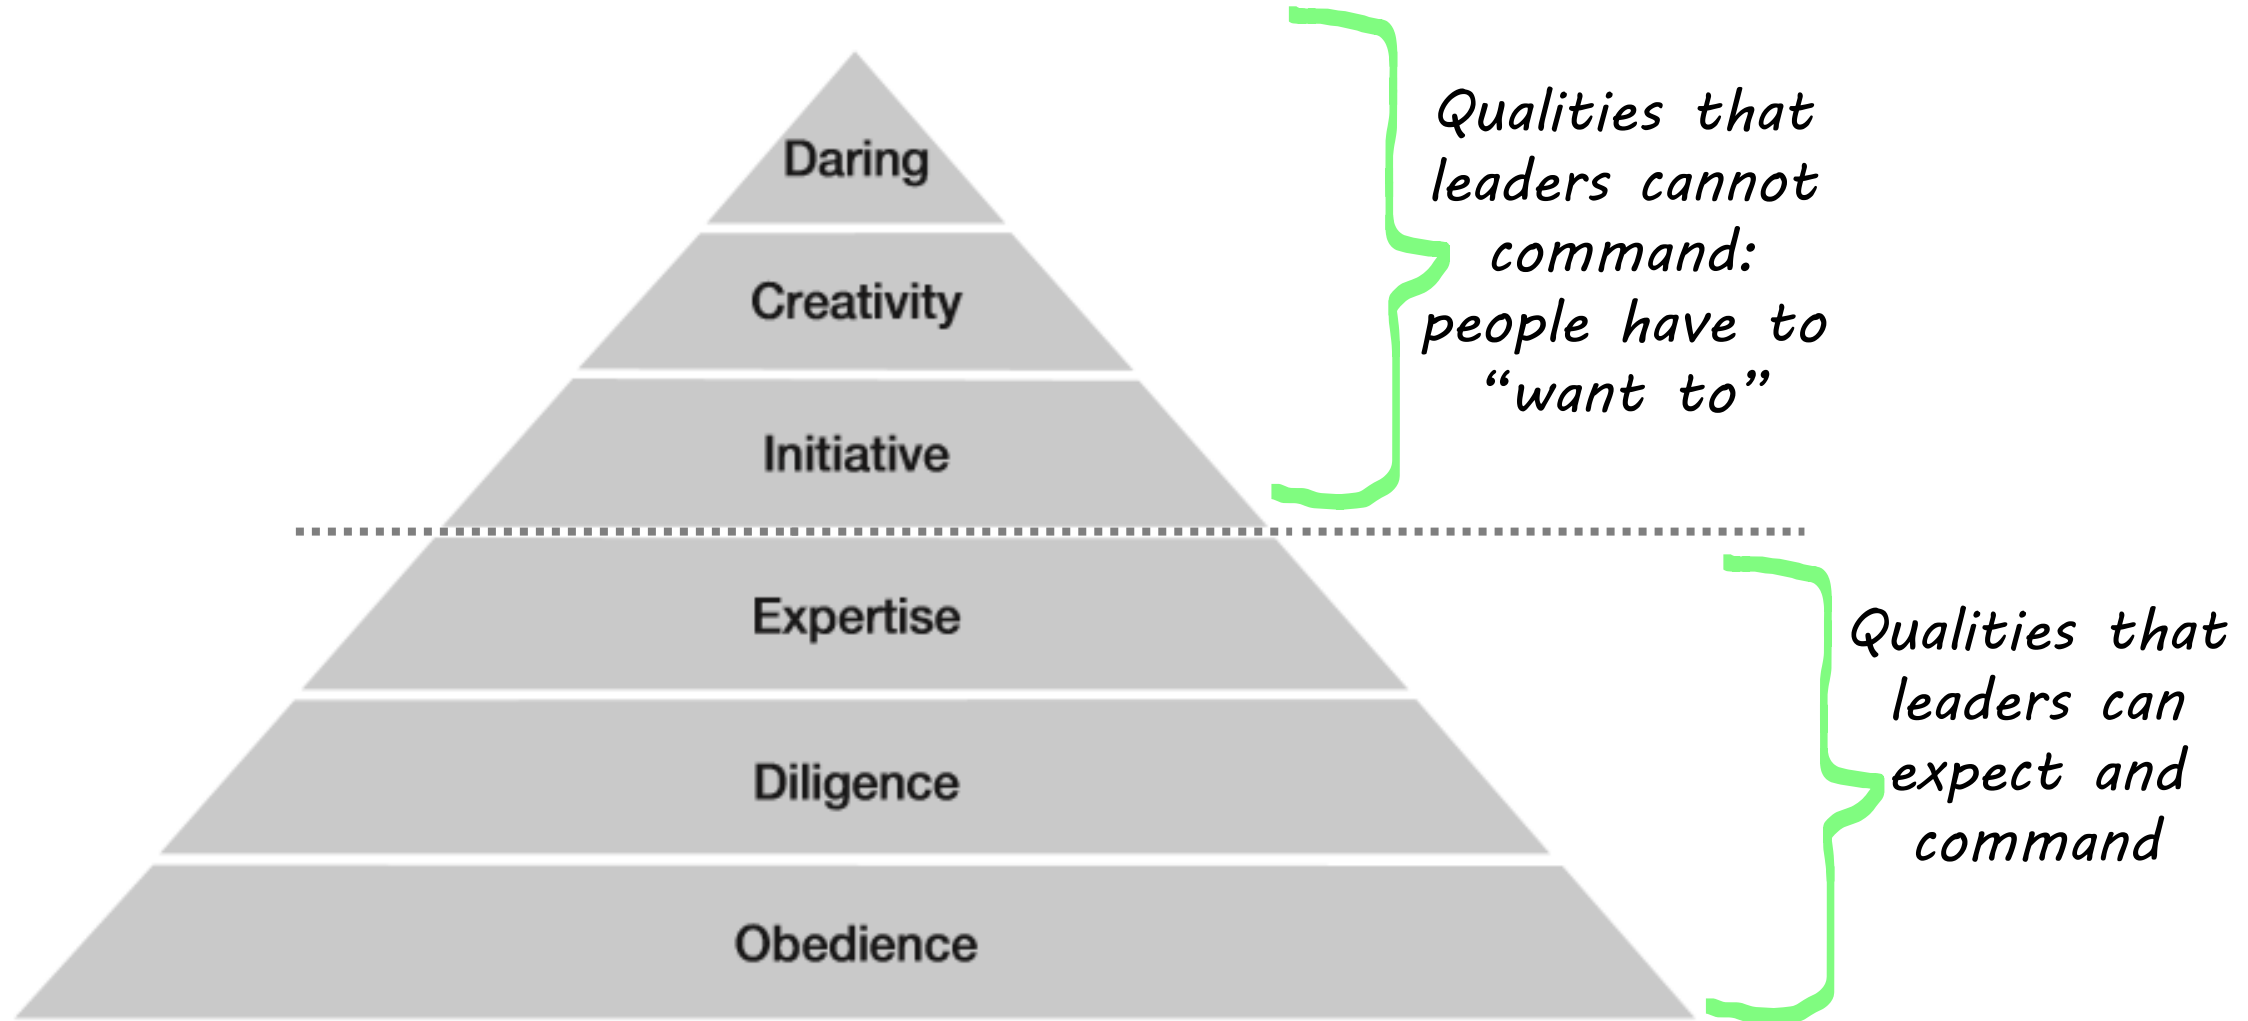 Daring
Creativity
Initiative
Expertise
Diligence
Obedience
Qualities that
leaders cannot
command:
people have to
“want to”
Qualities that
leaders can
expect and
command